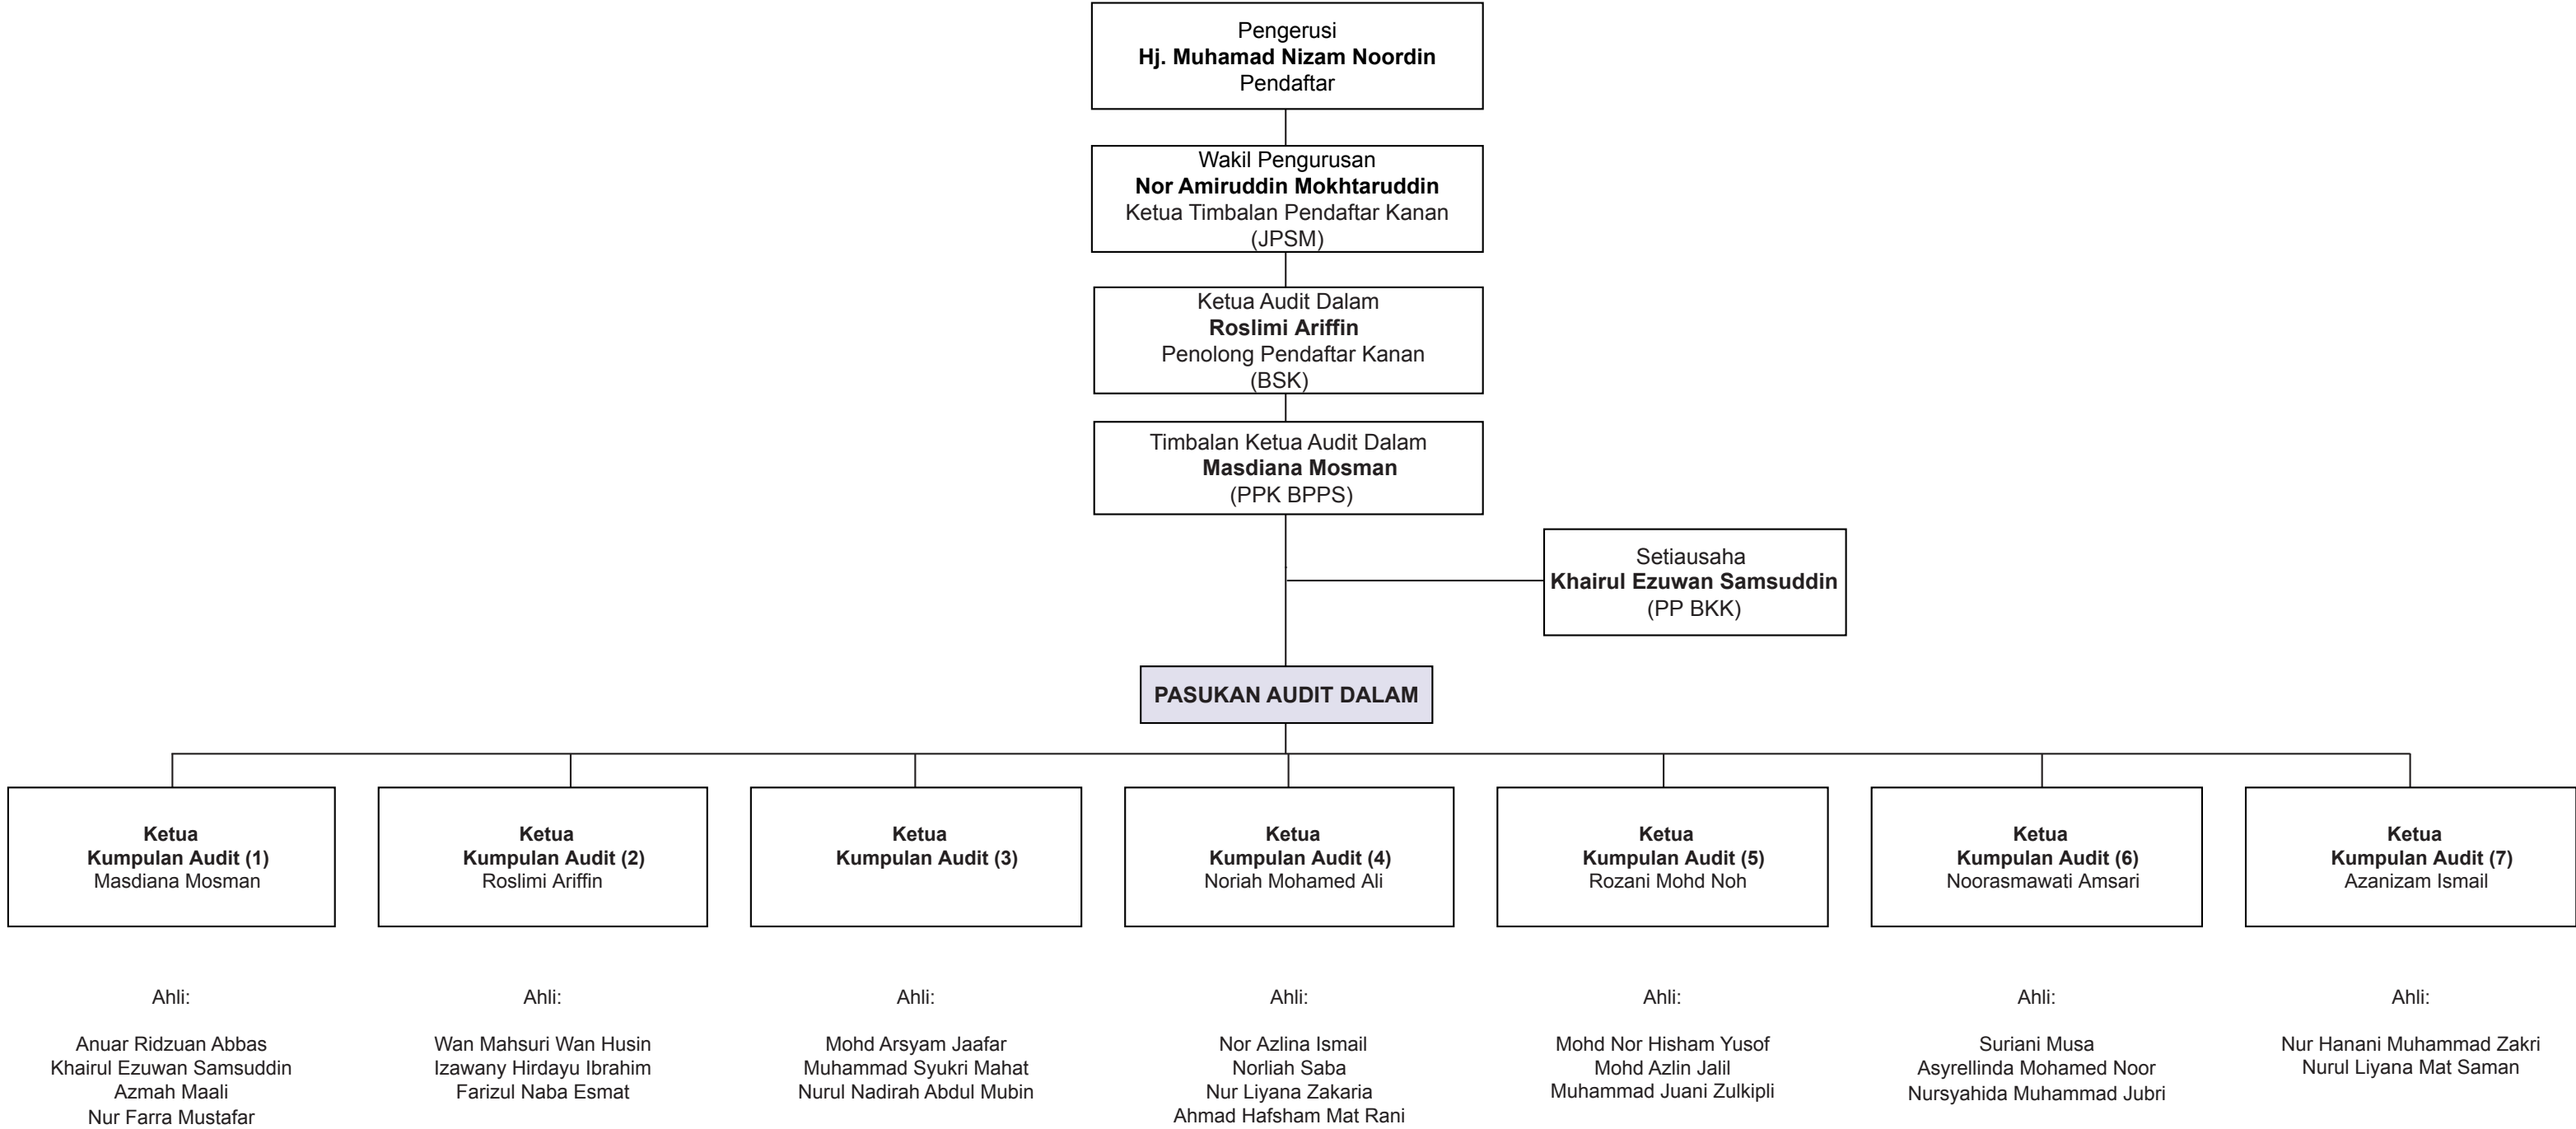 Pengerusi
Hj. Muhamad Nizam Noordin
Pendaftar
Wakil Pengurusan
Nor Amiruddin Mokhtaruddin
Ketua Timbalan Pendaftar Kanan
(JPSM)
Ketua Audit Dalam
Roslimi Ariffin
Penolong Pendaftar Kanan
(BSK)
Timbalan Ketua Audit Dalam
Masdiana Mosman
(PPK BPPS)
Setiausaha
Khairul Ezuwan Samsuddin
(PP BKK)
PASUKAN AUDIT DALAM
Ketua
Kumpulan Audit (1)
Masdiana Mosman
Ketua
Kumpulan Audit (2)
Roslimi Ariffin
Ketua
Kumpulan Audit (3)
Ketua
Kumpulan Audit (4)
Noriah Mohamed Ali
Ketua
Kumpulan Audit (5)
Rozani Mohd Noh
Ketua
Kumpulan Audit (6)
Noorasmawati Amsari
Ketua
Kumpulan Audit (7)
Azanizam Ismail
Ahli:
Anuar Ridzuan Abbas
Khairul Ezuwan Samsuddin
Azmah Maali
Nur Farra Mustafar
Ahli:
Wan Mahsuri Wan Husin
Izawany Hirdayu Ibrahim
Farizul Naba Esmat
Ahli:
Mohd Arsyam Jaafar
Muhammad Syukri Mahat
Nurul Nadirah Abdul Mubin
Ahli:
Nor Azlina Ismail
Norliah Saba
Nur Liyana Zakaria
Ahmad Hafsham Mat Rani
Ahli:
Mohd Nor Hisham Yusof
Mohd Azlin Jalil
Muhammad Juani Zulkipli
Ahli:
Suriani Musa
Asyrellinda Mohamed Noor
Nursyahida Muhammad Jubri
Ahli:
Nur Hanani Muhammad Zakri
Nurul Liyana Mat Saman